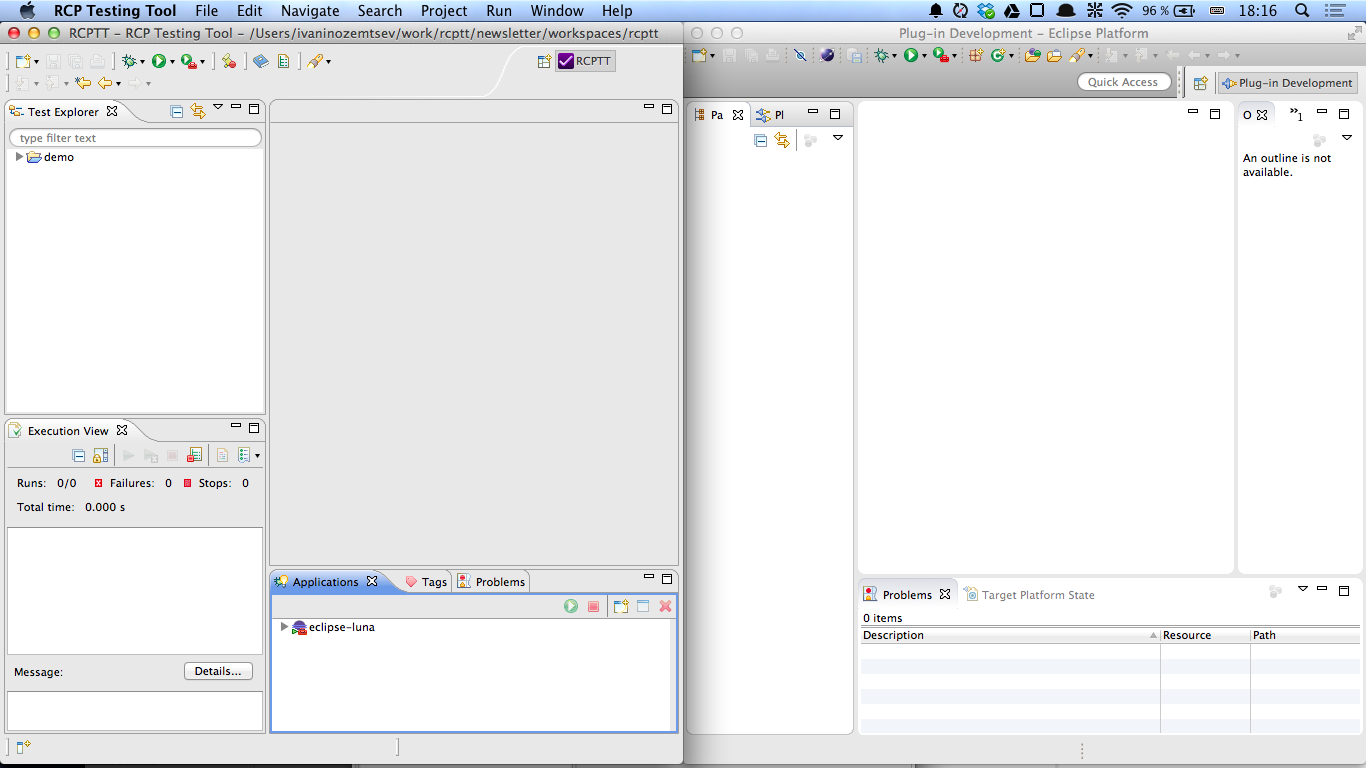 RCP Testing Tool File Edit Navigate Search Project Run Window Help 96 % 18:16
RCPTT – RCP Testing Tool – /Users/ivaninozemtsev/work/rcptt/newsletter/workspaces/rcptt
RCPTT
Test Explorer
type filter text
demo
Execution View
Runs: 0/0 Failures: 0 Stops: 0
Total time: 0.000 s
Message: Details...
Applications Tags Problems
eclipse-luna
Plug-in Development – Eclipse Platform
Quick Access Plug-in Development
Pa Pl
O »1
An outline is not
available.
Problems Target Platform State
0 items
Description Resource Path